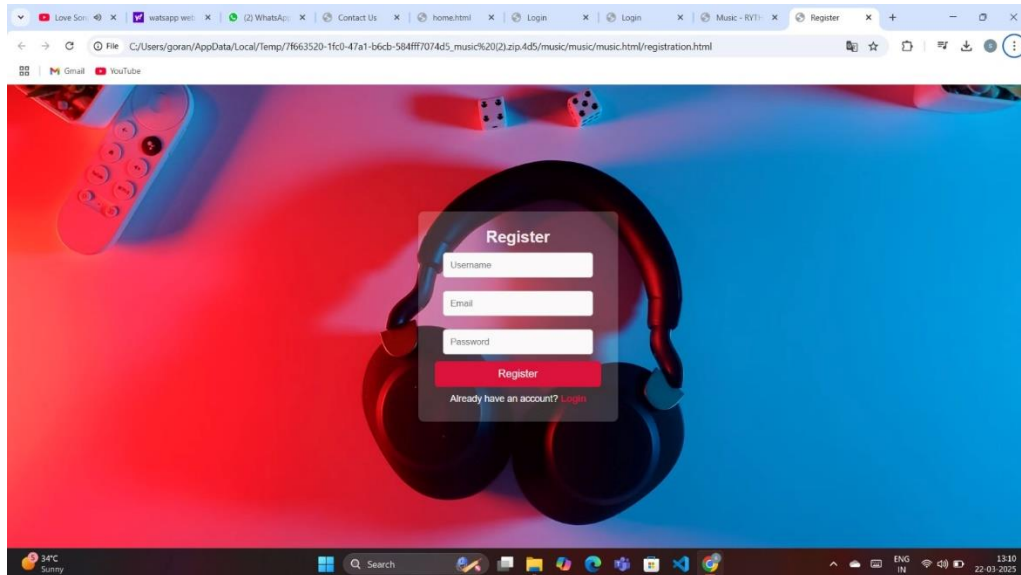 Love Son
watsapp web
(2) WhatsApp
Contact Us
home.html
Login
Login
Music - RYTH
Register
File
C:/Users/goran/AppData/Local/Temp/7f663520-1fc0-47a1-b6cb-584fff7074d5_music%20(2).zip.4d5/music/music/music.html/registration.html
Gmail
YouTube
Register
Username
Email
Password
Register
Already have an account? Login
5
34°C
Sunny
Search
ENG
IN
13:10
22-03-2025